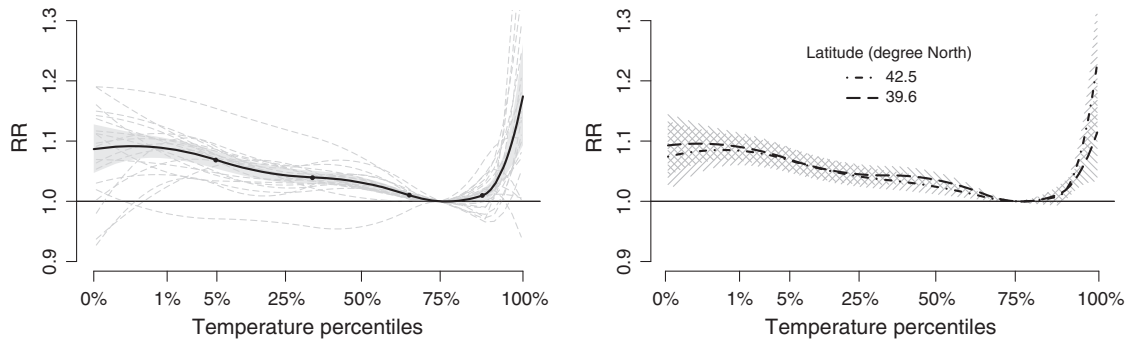 1.3
1.2
1.1
1.0
0.9
RR
0% 1% 5% 25% 50% 75% 100%
Temperature percentiles
1.3
1.2
1.1
1.0
0.9
RR
Latitude (degree North)
42.5
39.6
0% 1% 5% 25% 50% 75% 100%
Temperature percentiles